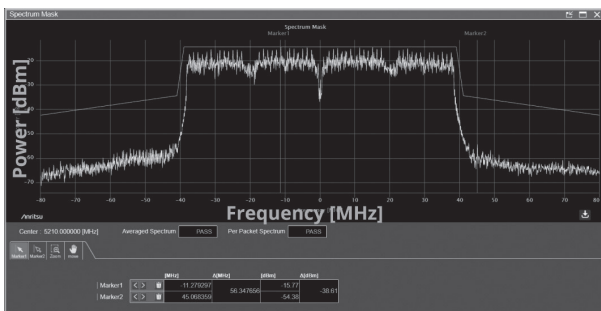 Spectrum Mask
Spectrum Mask
Marker1 Marker2
Power [dBm]
-20
-30
-40
-50
-60
-70
-80 -70 -60 -50 -40 -30 -20 -10 0 10 20 30 40 50 60 70 80
Frequency [MHz]
Anritsu
Center : 5210.000000 [MHz] Averaged Spectrum PASS Per Packet Spectrum PASS
Marker1 Marker2 Zoom move
[MHz] Δ[MHz] [dBm] Δ[dBm]
Marker1 -11.279297 56.347656 -15.77 -38.61
Marker2 45.068359 -54.38